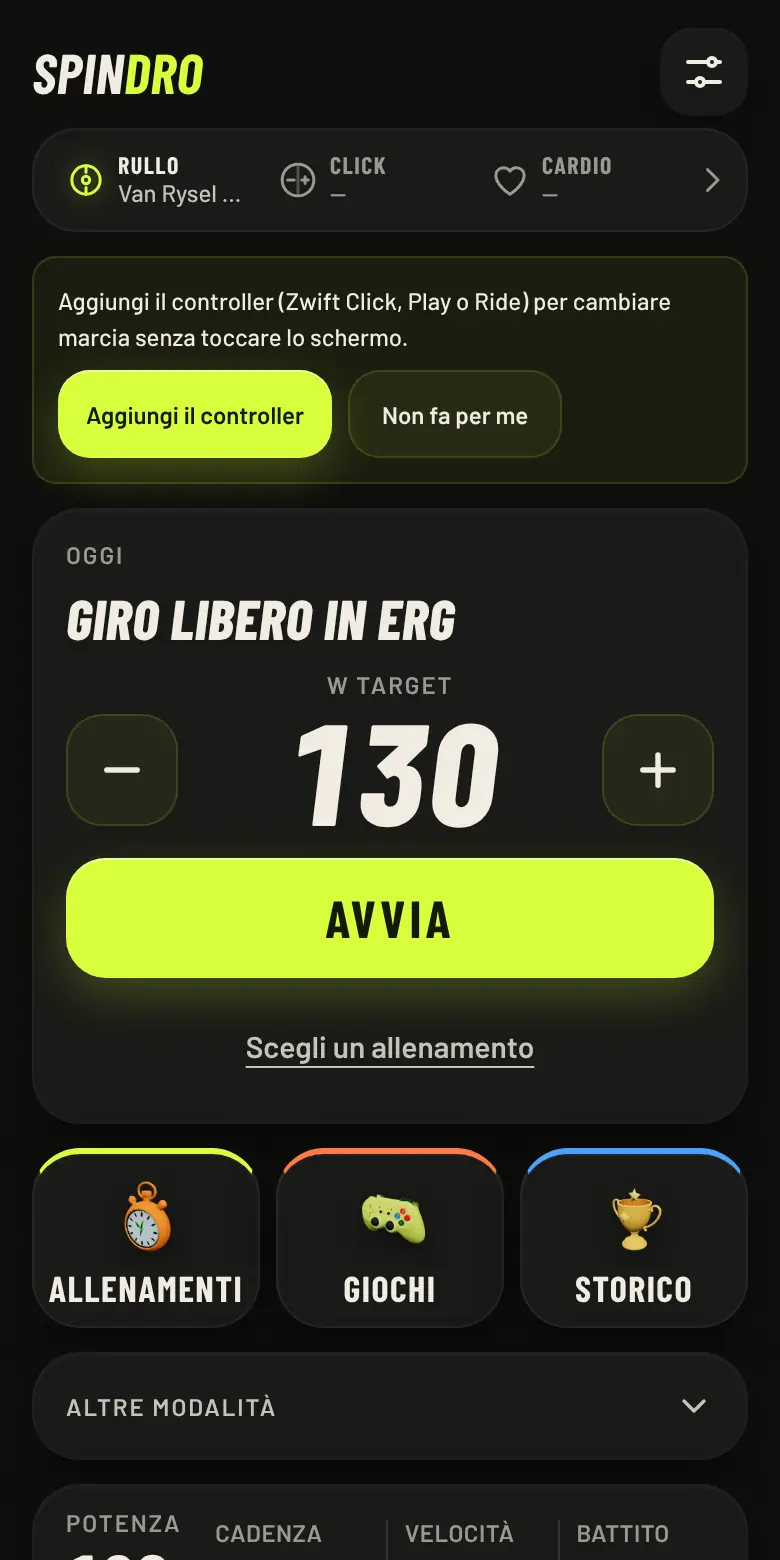 SPINDRO
RULLO
Van Rysel ...
CLICK
–
CARDIO
–
Aggiungi il controller (Zwift Click, Play o Ride) per cambiare
marcia senza toccare lo schermo.
Aggiungi il controller
Non fa per me
OGGI
GIRO LIBERO IN ERG
W TARGET
130
AVVIA
Scegli un allenamento
ALLENAMENTI
GIOCHI
STORICO
ALTRE MODALITÀ
POTENZA
CADENZA
VELOCITÀ
BATTITO